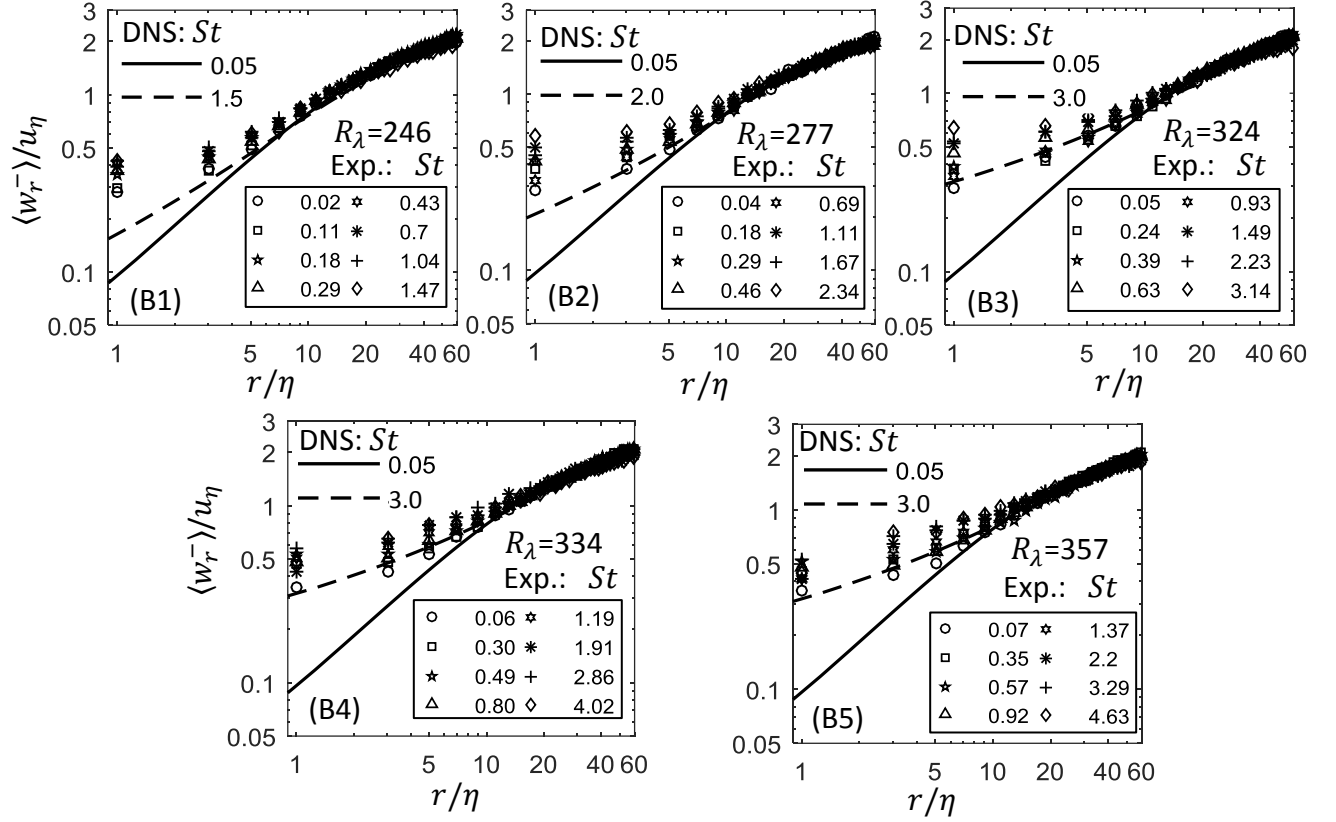 3
2
1
0.5
0.1
0.05
⟨w_r^−⟩/u_η
DNS: St
0.05
1.5
R_λ=246
Exp.: St
0.02 0.43
0.11 0.7
0.18 1.04
0.29 1.47
(B1)
1 5 10 20 40 60
r/η
3
2
1
0.5
0.1
0.05
DNS: St
0.05
2.0
R_λ=277
Exp.: St
0.04 0.69
0.18 1.11
0.29 1.67
0.46 2.34
(B2)
1 5 10 20 40 60
r/η
3
2
1
0.5
0.1
0.05
DNS: St
0.05
3.0
R_λ=324
Exp.: St
0.05 0.93
0.24 1.49
0.39 2.23
0.63 3.14
(B3)
1 5 10 20 40 60
r/η
3
2
1
0.5
0.1
0.05
⟨w_r^−⟩/u_η
DNS: St
0.05
3.0
R_λ=334
Exp.: St
0.06 1.19
0.30 1.91
0.49 2.86
0.80 4.02
(B4)
1 5 10 20 40 60
r/η
3
2
1
0.5
0.1
0.05
DNS: St
0.05
3.0
R_λ=357
Exp.: St
0.07 1.37
0.35 2.2
0.57 3.29
0.92 4.63
(B5)
1 5 10 20 40 60
r/η